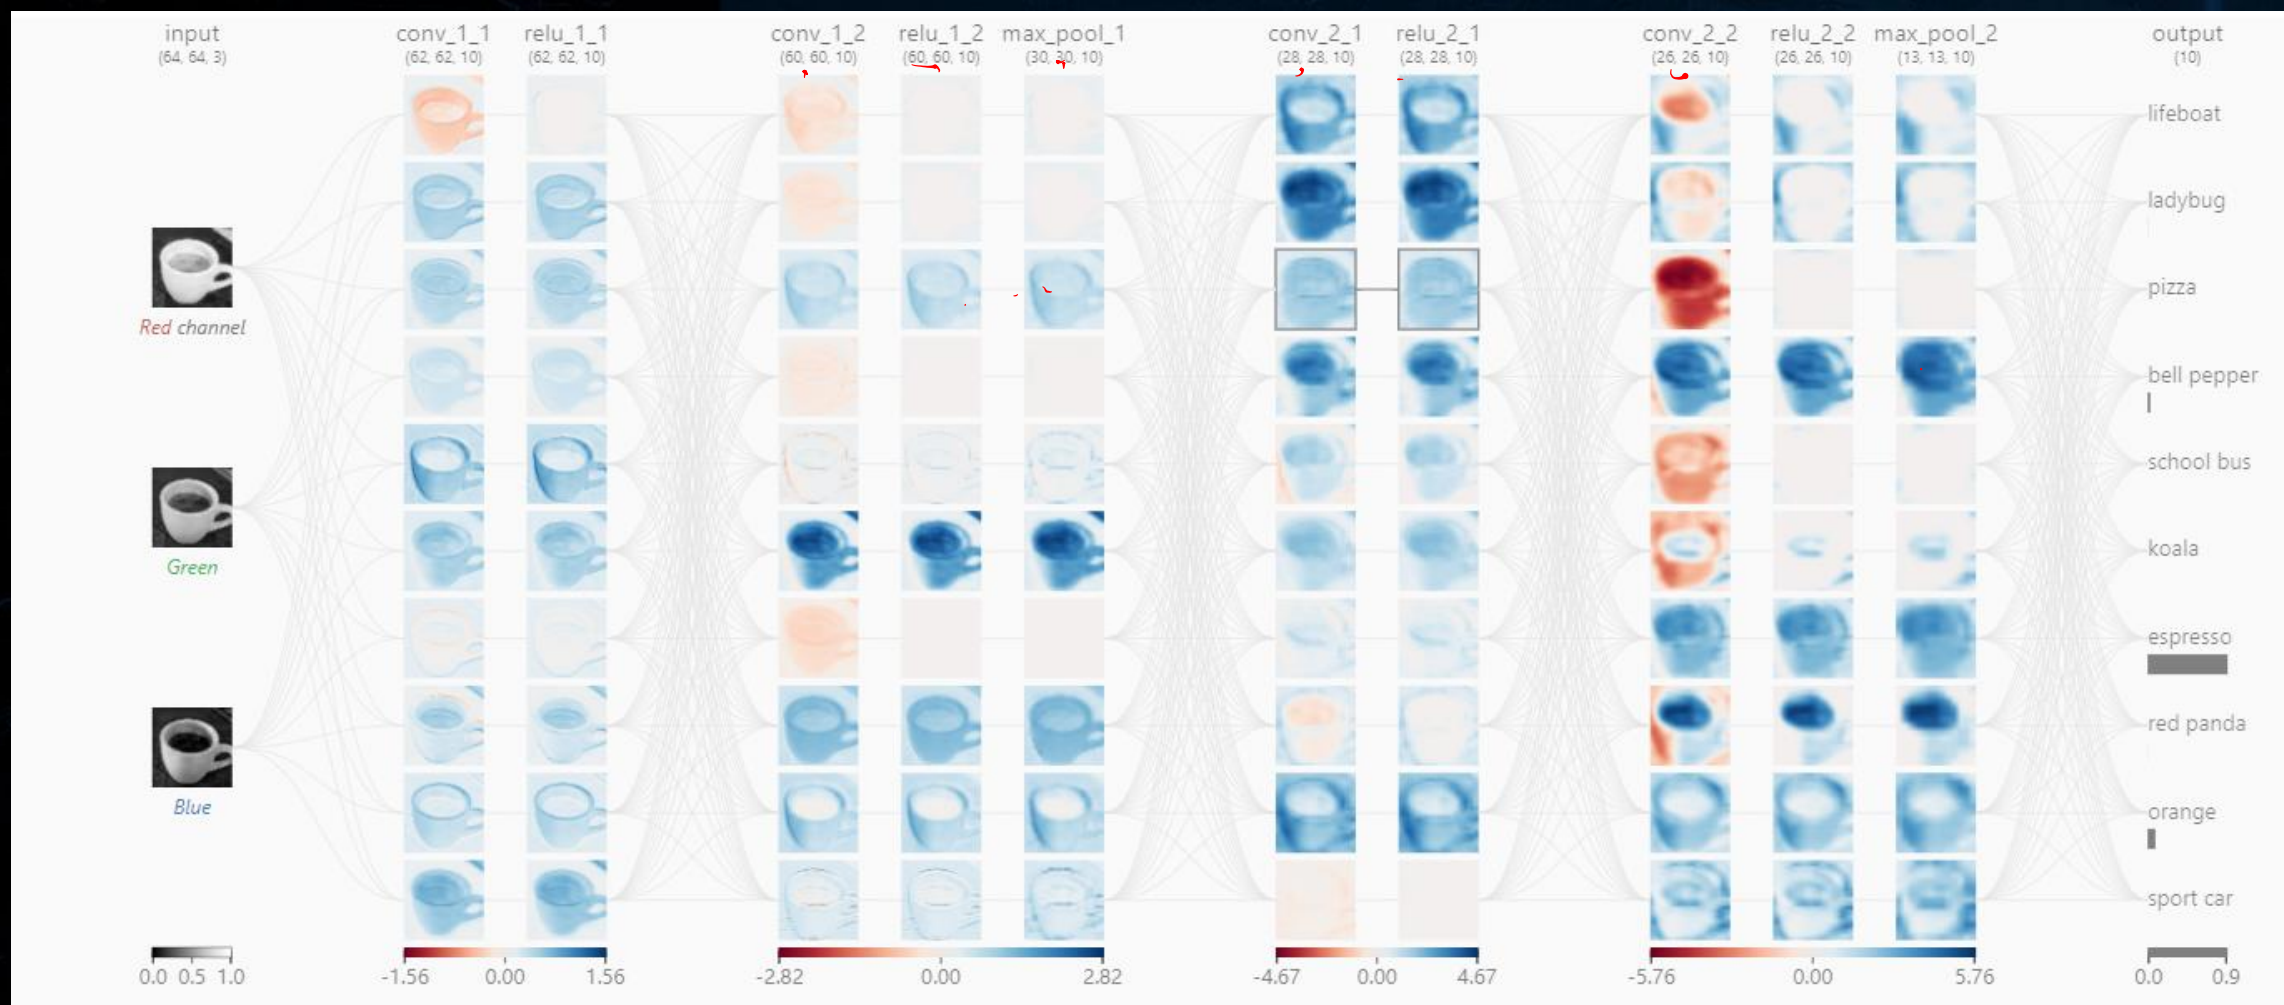 input conv_1_1 relu_1_1 conv_1_2 relu_1_2 max_pool_1 conv_2_1 relu_2_1 conv_2_2 relu_2_2 max_pool_2 output
(64, 64, 3) (62, 62, 10) (62, 62, 10) (60, 60, 10) (60, 60, 10) (30, 30, 10) (28, 28, 10) (28, 28, 10) (26, 26, 10) (26, 26, 10) (13, 13, 10) (10)
lifeboat
ladybug
pizza
Red channel
bell pepper
school bus
koala
Green
espresso
red panda
Blue
orange
sport car
0.0 0.5 1.0 -1.56 0.00 1.56 -2.82 0.00 2.82 -4.67 0.00 4.67 -5.76 0.00 5.76 0.0 0.9